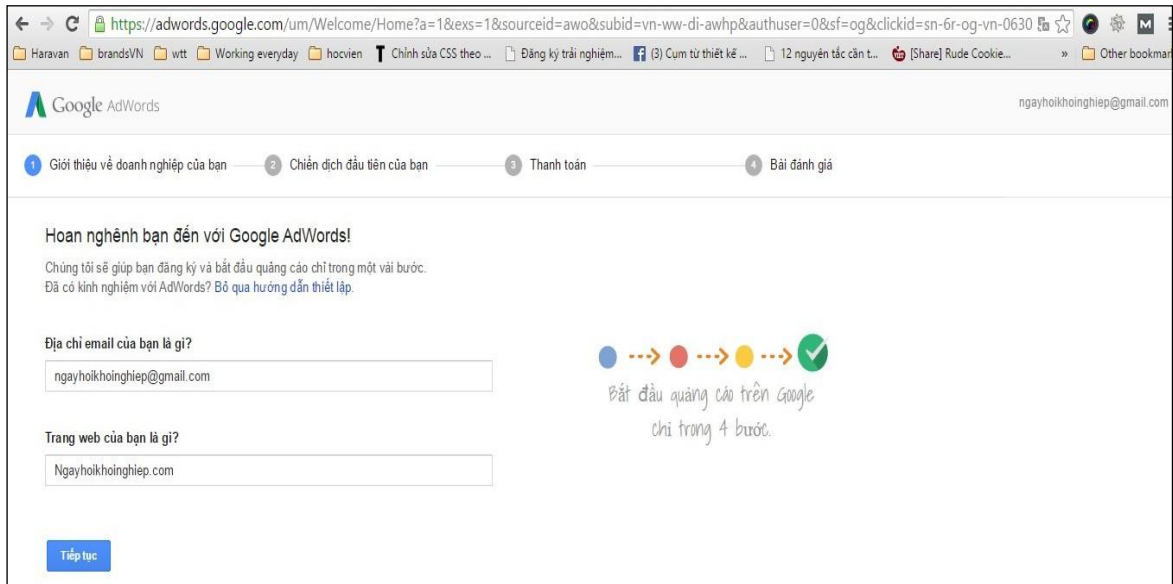 https://adwords.google.com/um/Welcome/Home?a=1&exs=1&sourceid=awo&subid=vn-ww-di-awhp&authuser=0&sf=og&clickid=sn-6r-og-vn-0630
Haravan brandsVN wtt Working everyday hocvien Chỉnh sửa CSS theo ... Đăng ký trải nghiệm... (3) Cụm từ thiết kế ... 12 nguyên tắc căn t... [Share] Rude Cookie... » Other bookmar
Google AdWords ngayhoikhoinghiep@gmail.com
1 Giới thiệu về doanh nghiệp của bạn 2 Chiến dịch đầu tiên của bạn 3 Thanh toán 4 Bài đánh giá
Hoan nghênh bạn đến với Google AdWords!
Chúng tôi sẽ giúp bạn đăng ký và bắt đầu quảng cáo chỉ trong một vài bước.
Đã có kinh nghiệm với AdWords? Bỏ qua hướng dẫn thiết lập.
Địa chỉ email của bạn là gì?
ngayhoikhoinghiep@gmail.com
Bắt đầu quảng cáo trên Google
chỉ trong 4 bước.
Trang web của bạn là gì?
Ngayhoikhoinghiep.com
Tiếp tục